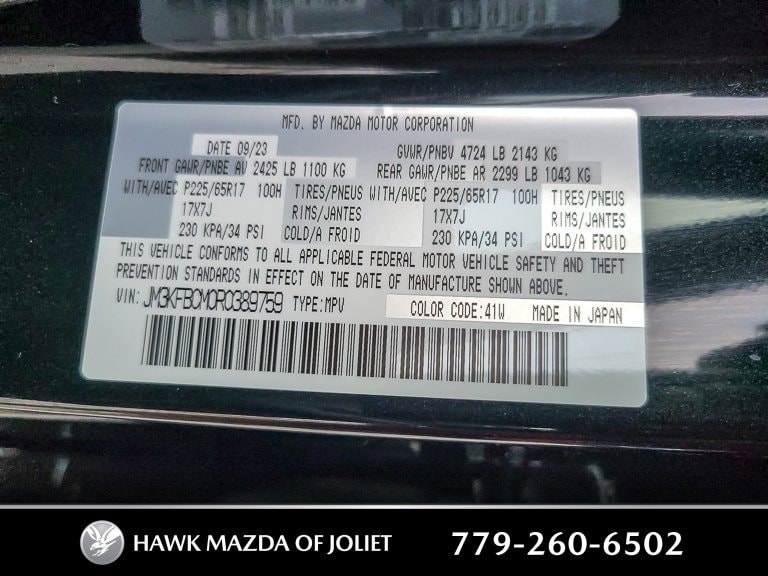 MFD. BY MAZDA MOTOR CORPORATION
DATE 09/23 GVWR/PNBV 4724 LB 2143 KG
FRONT GAWR/PNBE AV 2425 LB 1100 KG REAR GAWR/PNBE AR 2299 LB 1043 KG
WITH/AVEC P225/65R17 100H TIRES/PNEUS WITH/AVEC P225/65R17 100H TIRES/PNEUS
17X7J RIMS/JANTES 17X7J RIMS/JANTES
230 KPA/34 PSI COLD/A FROID 230 KPA/34 PSI COLD/A FROID
THIS VEHICLE CONFORMS TO ALL APPLICABLE FEDERAL MOTOR VEHICLE SAFETY AND THEFT
PREVENTION STANDARDS IN EFFECT ON THE DATE OF MANUFACTURE SHOWN ABOVE.
VIN: JM3KFBCM0R0389759 TYPE:MPV COLOR CODE:41W MADE IN JAPAN
HAWK MAZDA OF JOLIET 779-260-6502